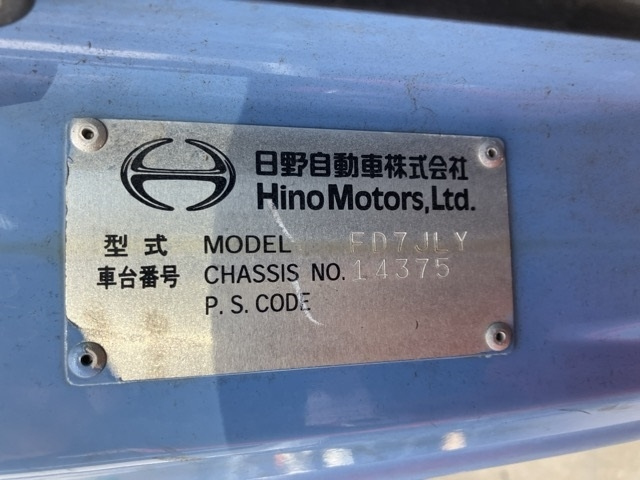 日野自動車株式会社
Hino Motors, Ltd.
型式 MODEL FD7JLY
車台番号 CHASSIS NO. 14375
P. S. CODE